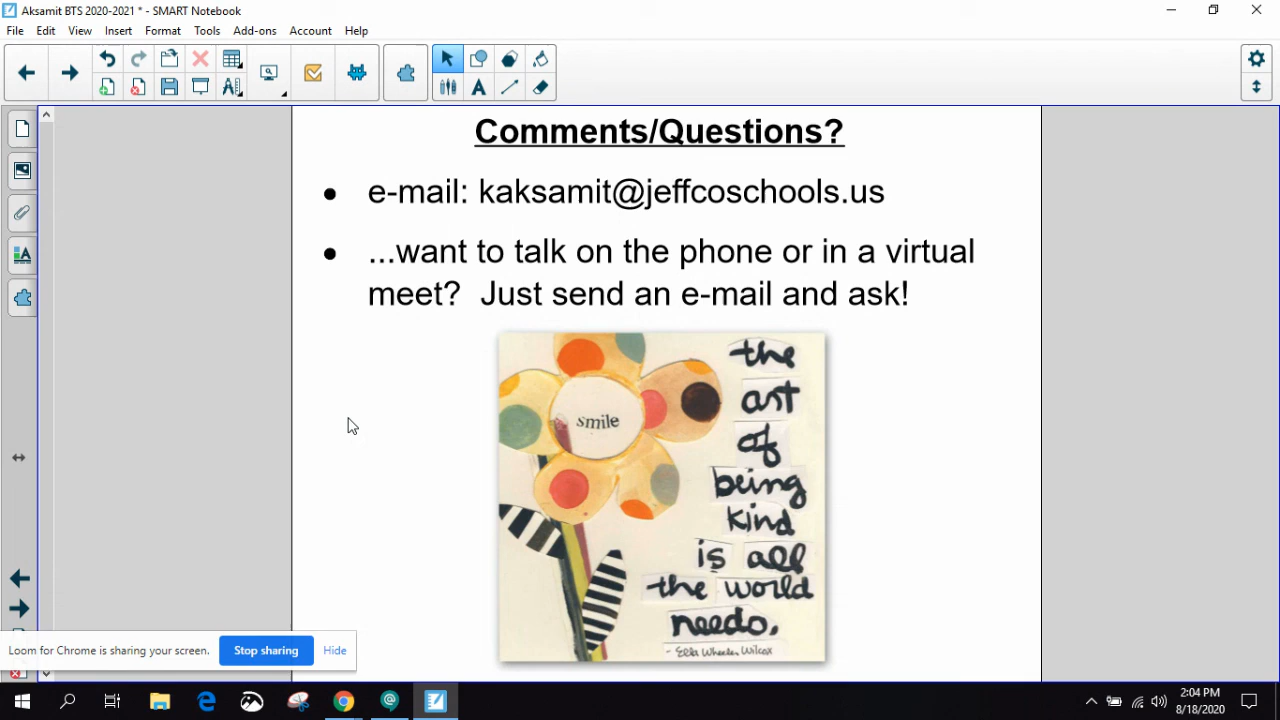 Aksamit BTS 2020-2021 * - SMART Notebook
File Edit View Insert Format Tools Add-ons Account Help
Comments/Questions?
e-mail: kaksamit@jeffcoschools.us
...want to talk on the phone or in a virtual
meet? Just send an e-mail and ask!
smile
the
art
of
being
kind
is all
the world
needs.
- Ella Wheeler Wilcox
Loom for Chrome is sharing your screen. Stop sharing Hide
2:04 PM
8/18/2020